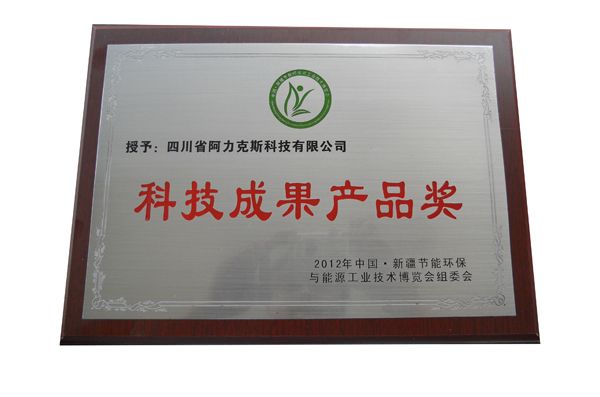 授予：四川省阿力克斯科技有限公司
科技成果产品奖
2012年中国·新疆节能环保
与能源工业技术博览会组委会